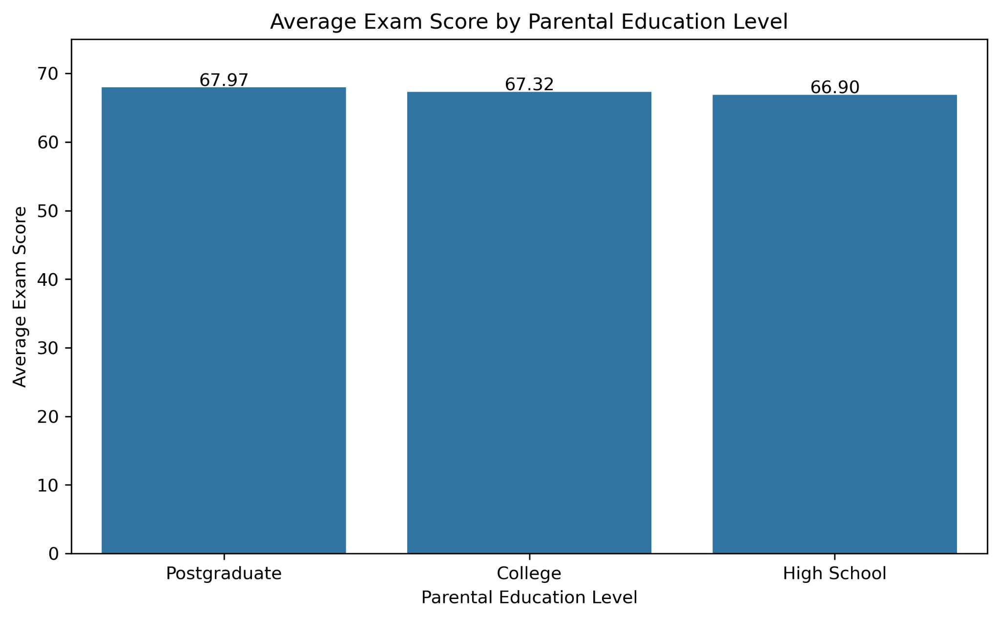 Average Exam Score by Parental Education Level
67.97
67.32
66.90
70
60
50
40
30
20
10
0
Average Exam Score
Postgraduate
College
High School
Parental Education Level